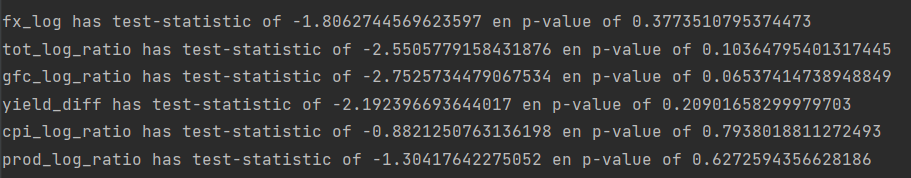 fx_log has test-statistic of -1.8062744569623597 en p-value of 0.3773510795374473
tot_log_ratio has test-statistic of -2.5505779158431876 en p-value of 0.10364795401317445
gfc_log_ratio has test-statistic of -2.7525734479067534 en p-value of 0.06537414738948849
yield_diff has test-statistic of -2.192396693644017 en p-value of 0.20901658299979703
cpi_log_ratio has test-statistic of -0.8821250763136198 en p-value of 0.7938018811272493
prod_log_ratio has test-statistic of -1.30417642275052 en p-value of 0.6272594356628186